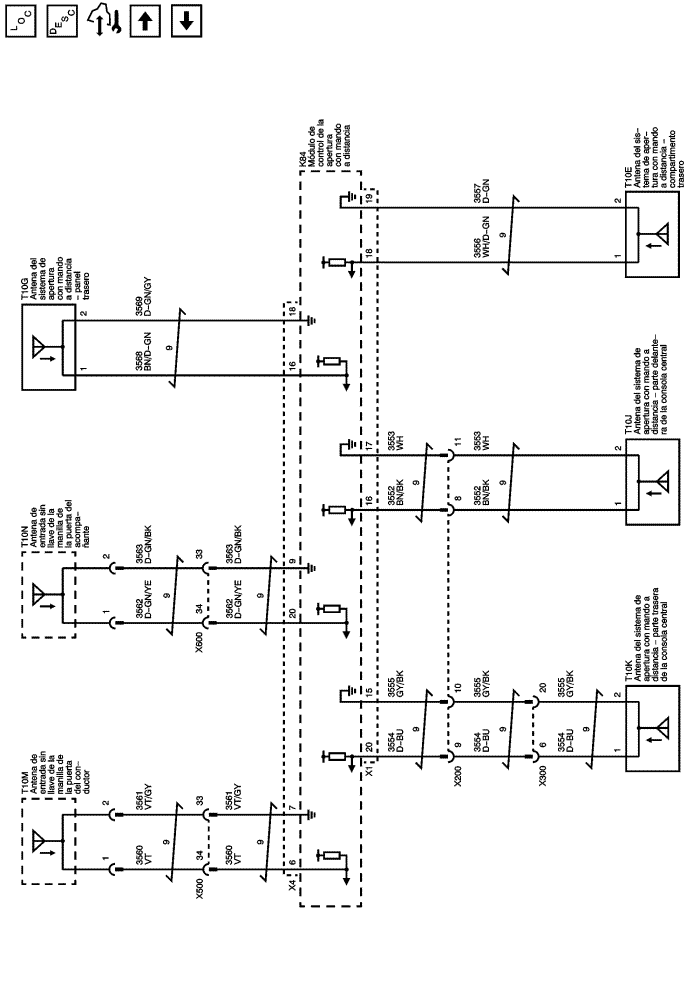 LOC
DESC
T10M
Antena de
entrada sin
llave de la
manilla de
la puerta
del con-
ductor
T10N
Antena de
entrada sin
llave de la
manilla de
la puerta del
acompa-
ñante
T10G
Antena del
sistema de
apertura
con mando
a distancia
– panel
trasero
1
2
1
2
1
2
3560
VT
3561
VT/GY
3562
D-GN/YE
3563
D-GN/BK
3568
BN/D-GN
3569
D-GN/GY
9
9
9
X500
34
33
X600
34
33
3560
VT
3561
VT/GY
3562
D-GN/YE
3563
D-GN/BK
9
9
X4
6
7
20
9
16
18
K84
Módulo de
control de la
apertura
con mando
a distancia
X1
20
15
16
17
18
19
3554
D-BU
3555
GY/BK
3552
BN/BK
3553
WH
9
9
X200
9
10
8
11
3554
D-BU
3555
GY/BK
3552
BN/BK
3553
WH
3556
WH/D-GN
3557
D-GN
9
9
9
X300
6
20
3554
D-BU
3555
GY/BK
9
1
2
1
2
1
2
T10K
Antena del sistema de
apertura con mando a
distancia – parte trasera
de la consola central
T10J
Antena del sistema de
apertura con mando a
distancia – parte delante-
ra de la consola central
T10E
Antena del sis-
tema de aper-
tura con mando
a distancia –
compartimento
trasero